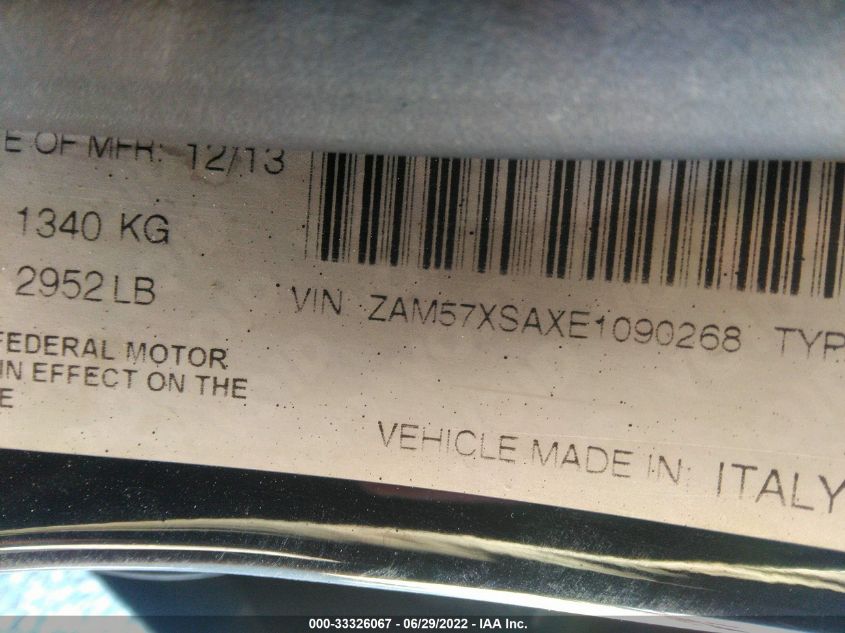 E OF MFR: 12/13
1340 KG
2952 LB
VIN ZAM57XSAXE1090268 TYP
FEDERAL MOTOR
IN EFFECT ON THE
E
VEHICLE MADE IN: ITALY
000-33326067 / 06/29/2022 - IAA Inc.